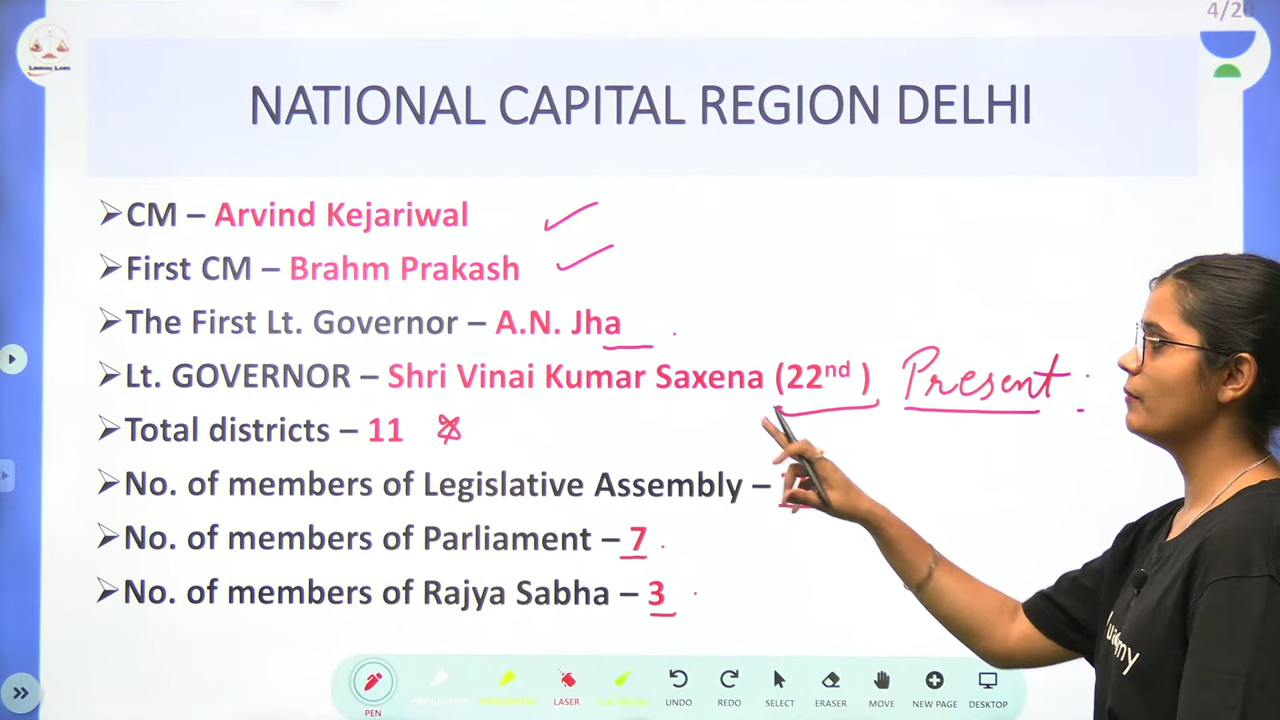 4/20
LINKING LAWS
NATIONAL CAPITAL REGION DELHI
➤CM – Arvind Kejariwal
➤First CM – Brahm Prakash
➤The First Lt. Governor – A.N. Jha
➤Lt. GOVERNOR – Shri Vinai Kumar Saxena (22nd ) Present :
➤Total districts – 11
➤No. of members of Legislative Assembly –
➤No. of members of Parliament – 7
➤No. of members of Rajya Sabha – 3
PEN
LASER
UNDO
REDO
SELECT
ERASER
MOVE
NEW PAGE
DESKTOP